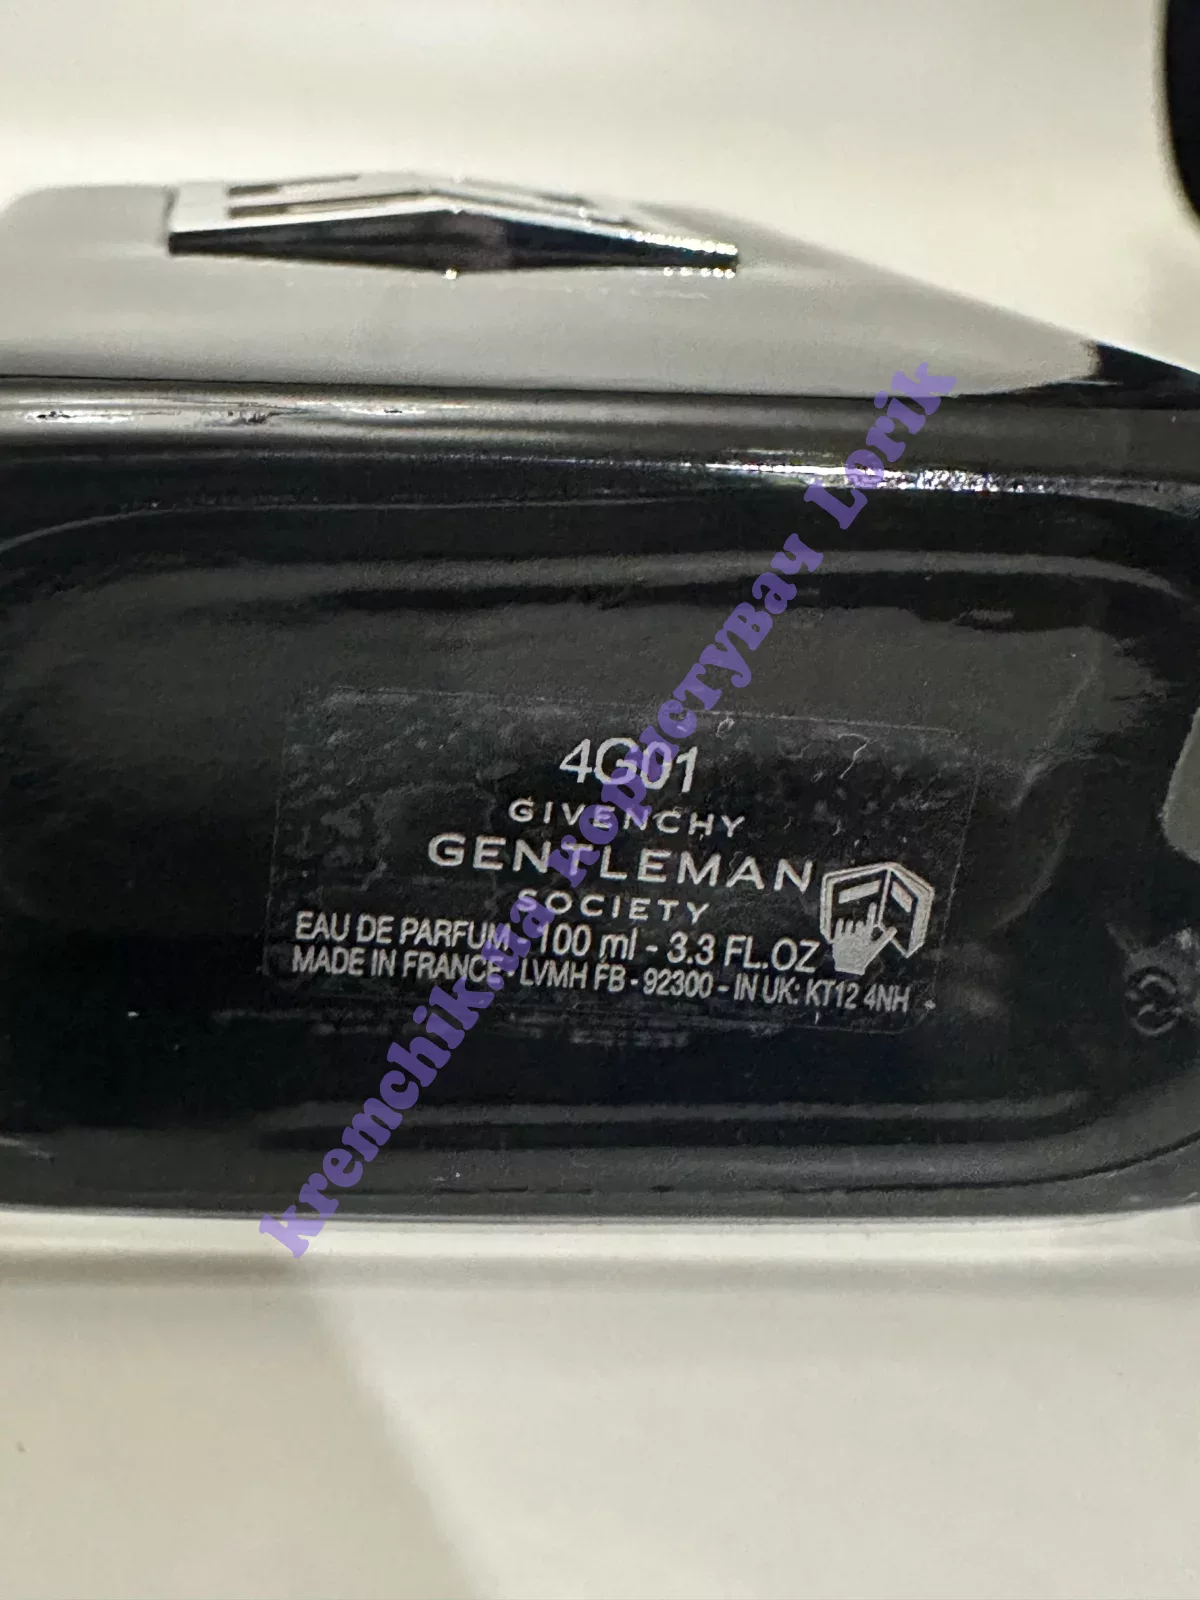 4G01
GIVENCHY
GENTLEMAN
SOCIETY
EAU DE PARFUM - 100 ml - 3.3 FL.OZ
MADE IN FRANCE - LVMH FB - 92300 - IN UK: KT12 4NH
kremchik.ua користувач Lorik